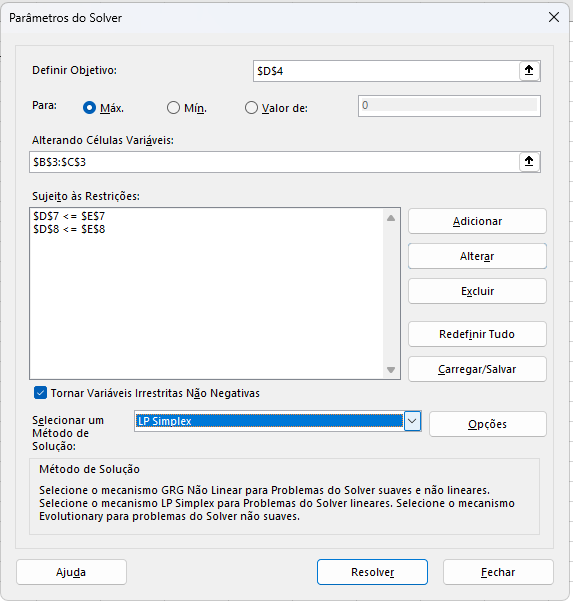 Parâmetros do Solver
Definir Objetivo:
$D$4
Para:
Máx.
Mín.
Valor de:
0
Alterando Células Variáveis:
$B$3:$C$3
Sujeito às Restrições:
$D$7 <= $E$7
$D$8 <= $E$8
Adicionar
Alterar
Excluir
Redefinir Tudo
Carregar/Salvar
Tornar Variáveis Irrestritas Não Negativas
Selecionar um
Método de
Solução:
LP Simplex
Opções
Método de Solução
Selecione o mecanismo GRG Não Linear para Problemas do Solver suaves e não lineares.
Selecione o mecanismo LP Simplex para Problemas do Solver lineares. Selecione o mecanismo
Evolutionary para problemas do Solver não suaves.
Ajuda
Resolver
Fechar